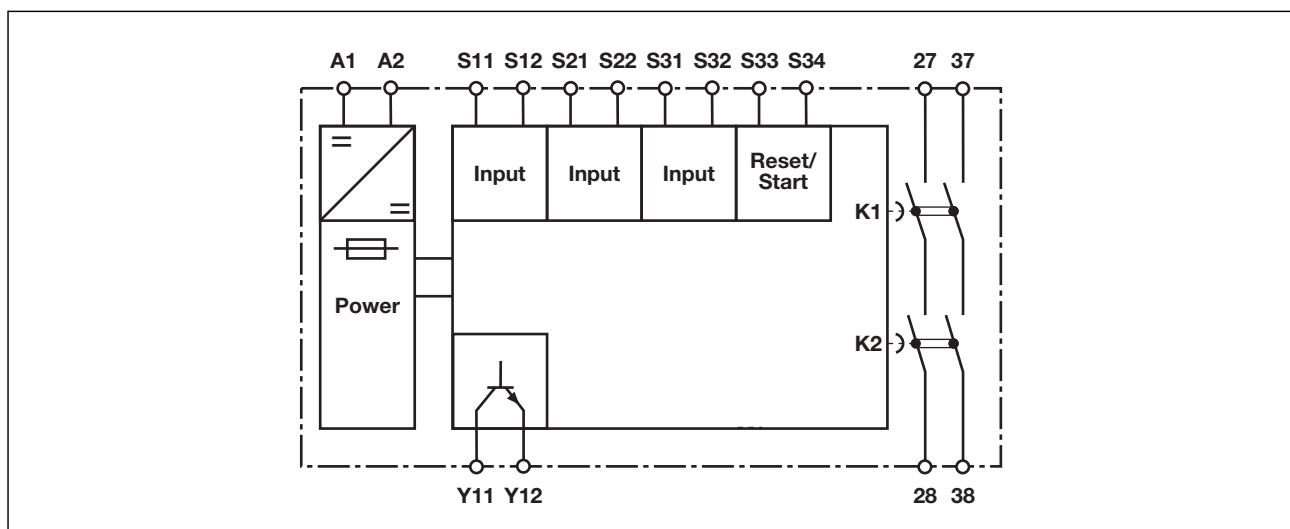 A1 A2 S11 S12 S21 S22 S31 S32 S33 S34 27 37
Input Input Input Reset/
Start
K1
Power
K2
Y11 Y12 28 38